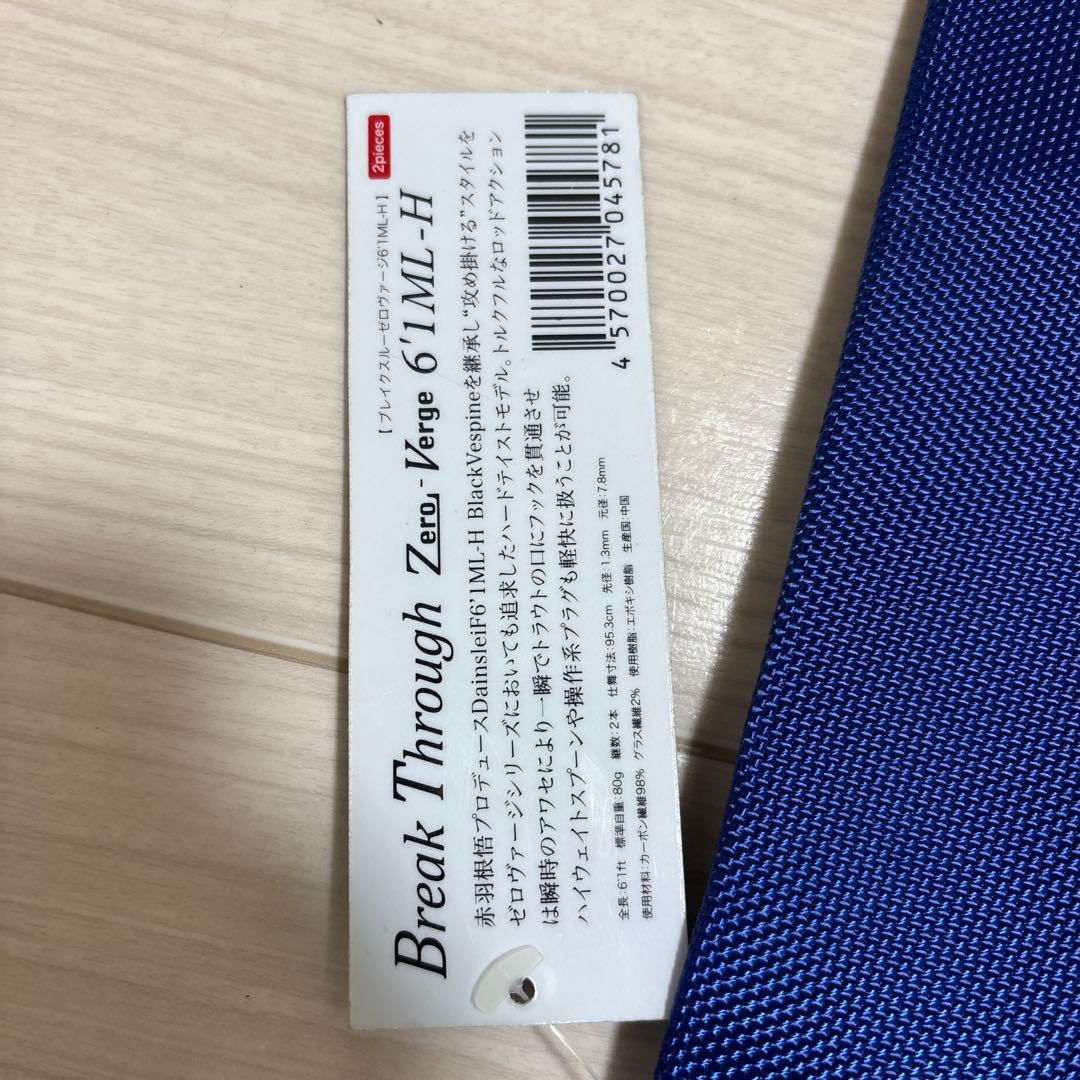 2pieces
【 ブレイクスルーゼロヴァージ6'1ML-H 】
Break Through Zero-Verge 6'1ML-H
赤羽根悟プロデュースDainsleiF6'1ML-H BlackVespineを継承し“攻め掛ける”スタイルを
ゼロヴァージシリーズにおいても追求したハードテイストモデル。トルクフルなロッドアクション
は瞬時のアワセにより一瞬でトラウトの口にフックを貫通させ
ハイウェイトスプーンや操作系プラグも軽快に扱うことが可能。
全長:6'1ft 標準自重:80g 継数:2本 仕舞寸法:95.3cm 先径:1.3mm 元径:7.8mm
使用材料:カーボン繊維98% グラス繊維2% 使用樹脂:エポキシ樹脂 生産国:中国
4 570027 045781